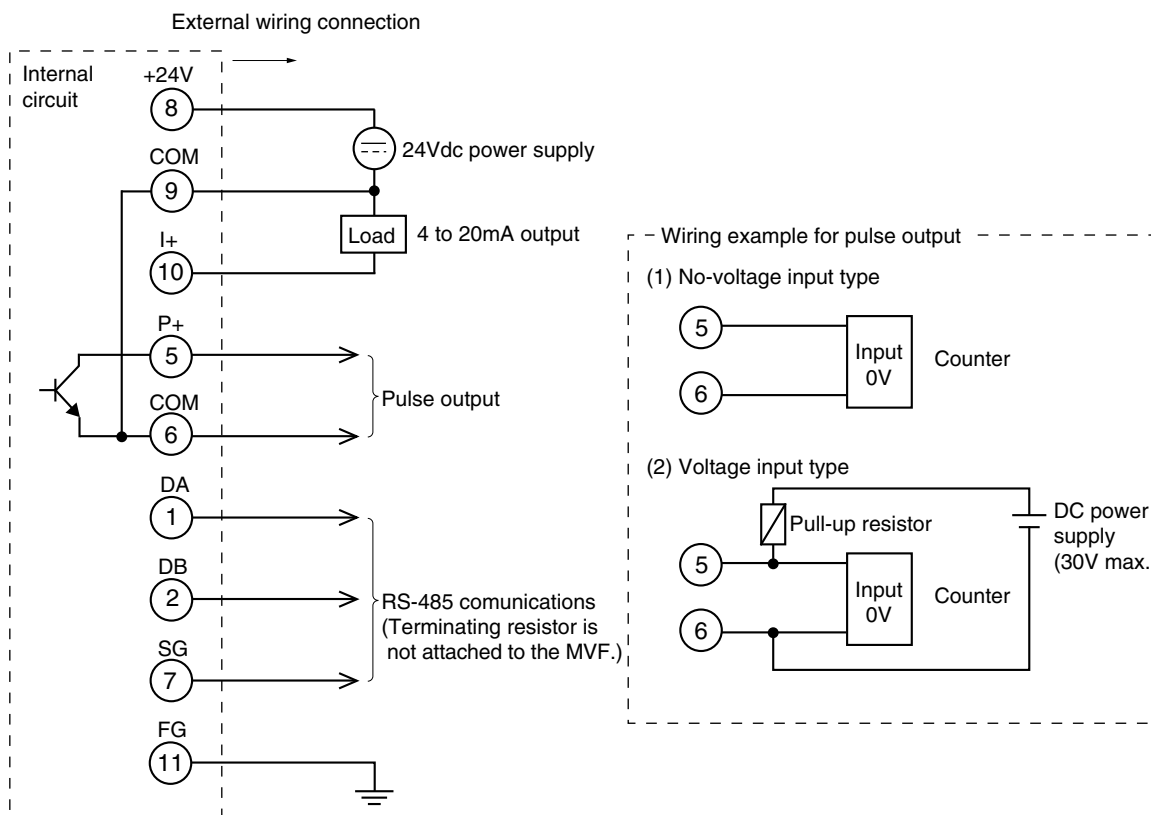 External wiring connection
Internal
circuit
+24V
8
24Vdc power supply
COM
9
Load
4 to 20mA output
I+
10
P+
5
Pulse output
COM
6
DA
1
DB
2
RS-485 comunications
(Terminating resistor is
not attached to the MVF.)
SG
7
FG
11
Wiring example for pulse output
(1) No-voltage input type
5
6
Input
0V
Counter
(2) Voltage input type
Pull-up resistor
DC power
supply
(30V max.
5
6
Input
0V
Counter